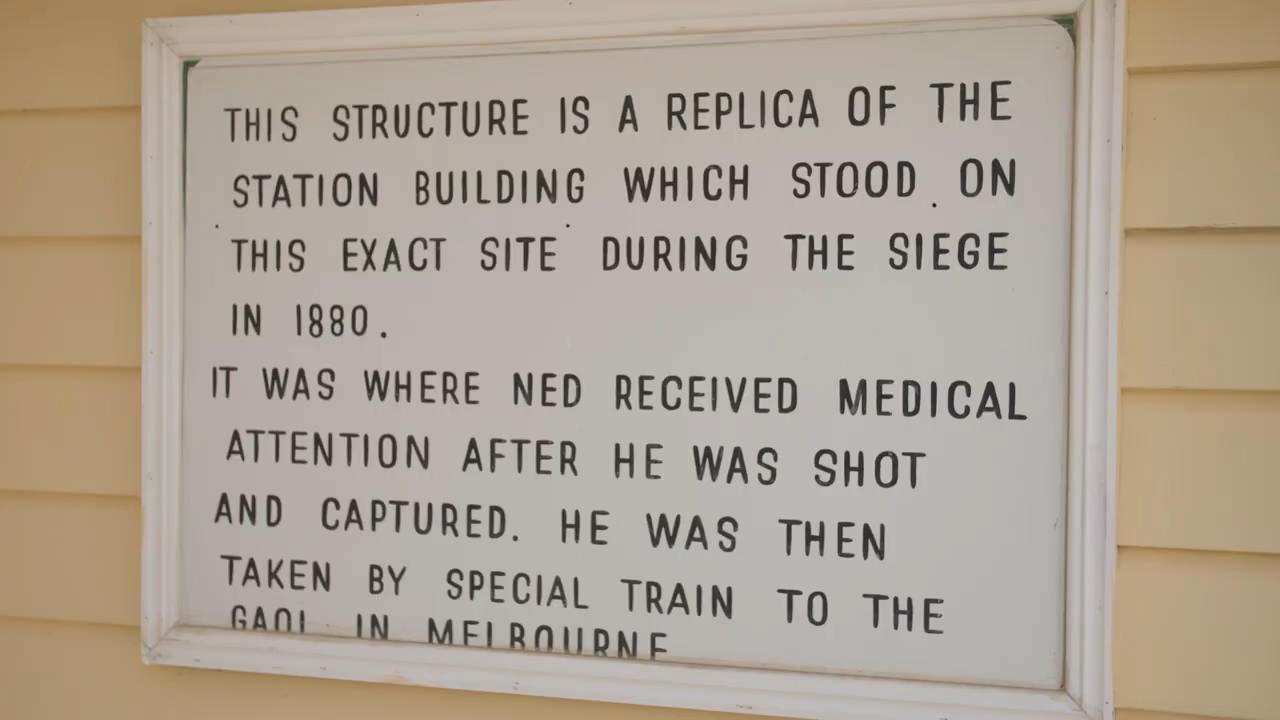 THIS STRUCTURE IS A REPLICA OF THE
STATION BUILDING WHICH STOOD ON
THIS EXACT SITE DURING THE SIEGE
IN 1880.
IT WAS WHERE NED RECEIVED MEDICAL
ATTENTION AFTER HE WAS SHOT
AND CAPTURED. HE WAS THEN
TAKEN BY SPECIAL TRAIN TO THE
GAOL IN MELBOURNE